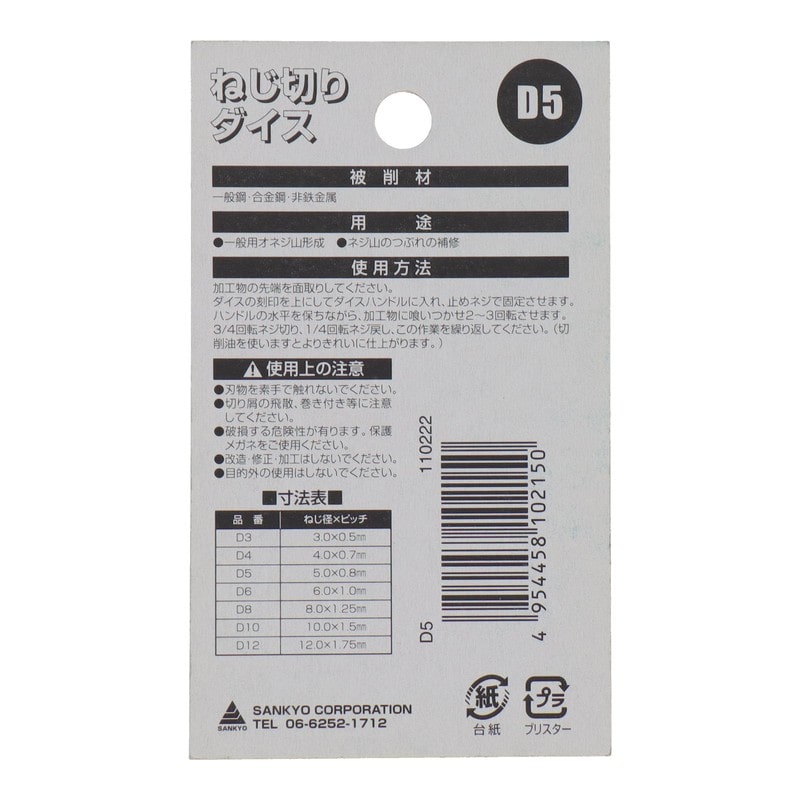 ねじ切り
ダイス
D5
被削材
一般鋼・合金鋼・非鉄金属
用途
●一般用オネジ山形成 ●ネジ山のつぶれの補修
使用方法
加工物の先端を面取りしてください。
ダイスの刻印を上にしてダイスハンドルに入れ、止めネジで固定させます。
ハンドルの水平を保ちながら、加工物に喰いつかせ2～3回転させます。
3/4回転ネジ切り、1/4回転ネジ戻し、この作業を繰り返してください。（切
削油を使いますとよりきれいに仕上がります。）
使用上の注意
●刃物を素手で触れないでください。
●切り屑の飛散、巻き付き等に注意
してください。
●破損する危険性が有ります。保護
メガネをご使用ください。
●改造・修正・加工はしないでください。
●目的外の使用はしないでください。
■寸法表■
品番 ねじ径×ピッチ
D3 3.0×0.5㎜
D4 4.0×0.7㎜
D5 5.0×0.8㎜
D6 6.0×1.0㎜
D8 8.0×1.25㎜
D10 10.0×1.5㎜
D12 12.0×1.75㎜
110222
D5
4954458102150
SANKYO
SANKYO CORPORATION
TEL 06-6252-1712
紙
台紙
プラ
ブリスター